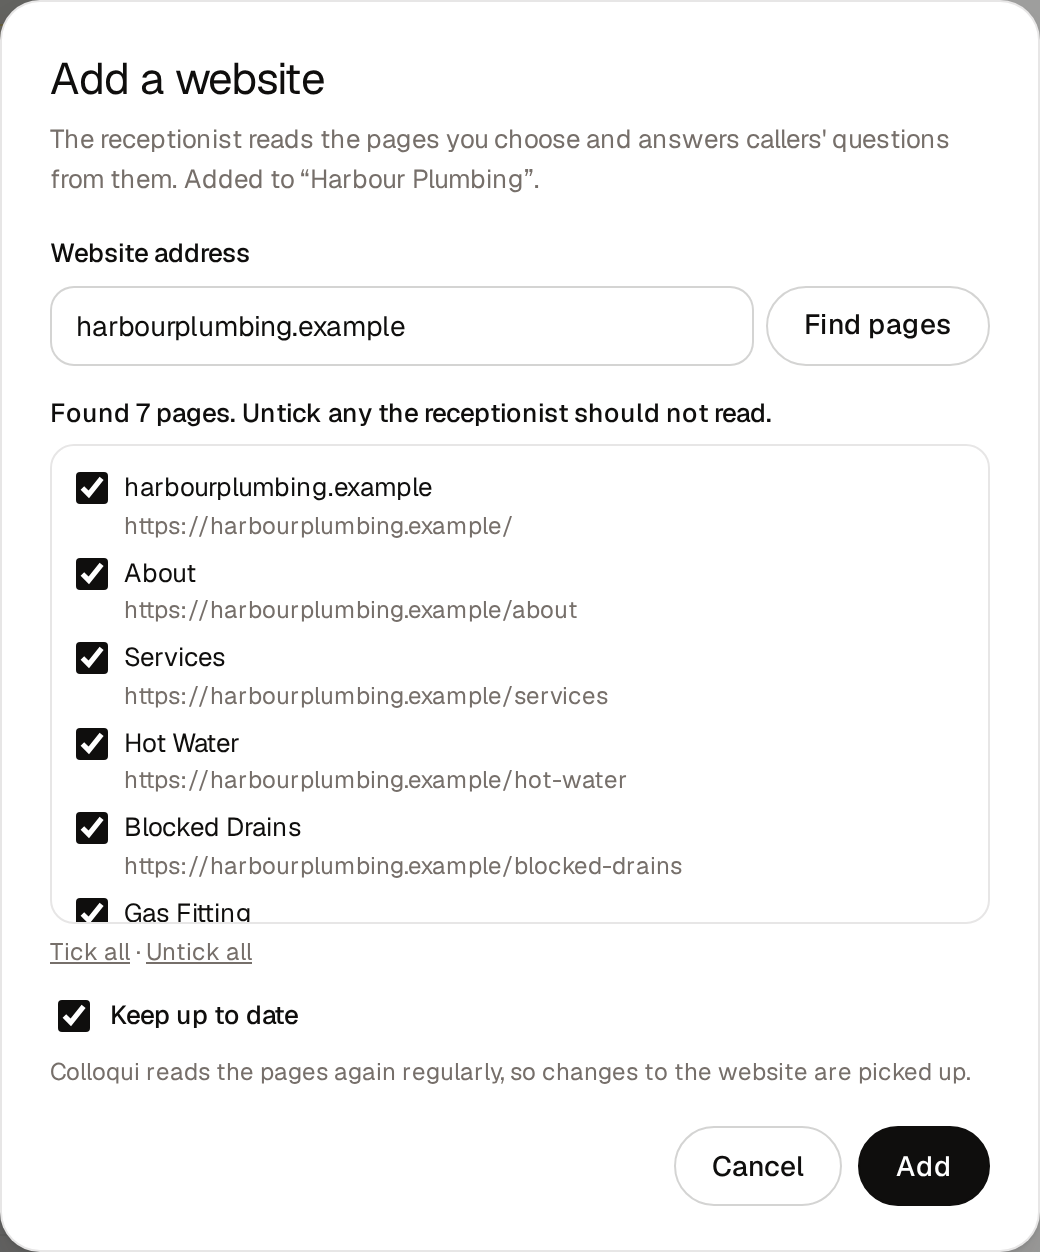 Add a website
The receptionist reads the pages you choose and answers callers' questions
from them. Added to “Harbour Plumbing”.
Website address
harbourplumbing.example
Find pages
Found 7 pages. Untick any the receptionist should not read.
harbourplumbing.example
https://harbourplumbing.example/
About
https://harbourplumbing.example/about
Services
https://harbourplumbing.example/services
Hot Water
https://harbourplumbing.example/hot-water
Blocked Drains
https://harbourplumbing.example/blocked-drains
Gas Fitting
Tick all · Untick all
Keep up to date
Colloqui reads the pages again regularly, so changes to the website are picked up.
Cancel
Add